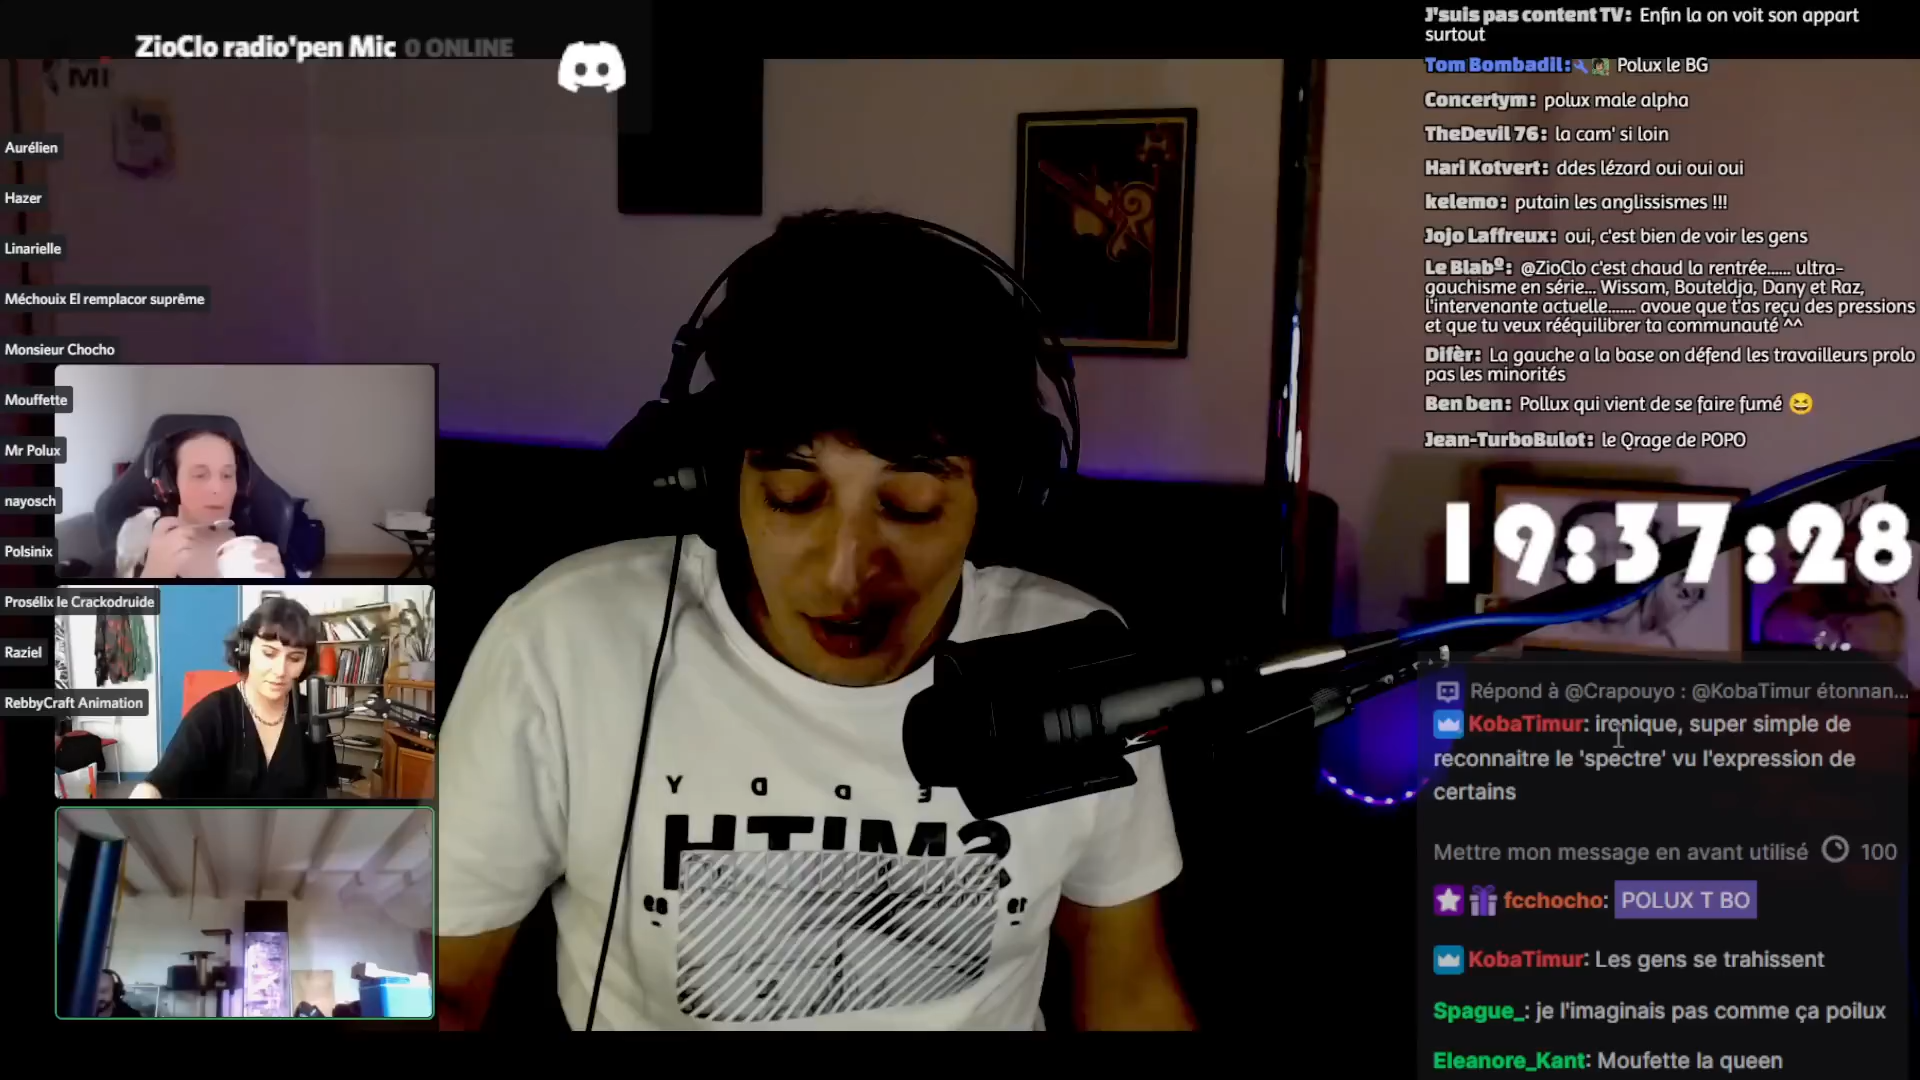 ZioClo radio'pen Mic 0 ONLINE
MI
Aurélien
Hazer
Linarielle
Méchouix El remplacor suprême
Monsieur Chocho
Mouffette
Mr Polux
nayosch
Polsinix
Prosélix le Crackodruide
Raziel
RebbyCraft Animation
SMITH
J'suis pas content TV: Enfin la on voit son appart
surtout
Tom Bombadil: Polux le BG
Concertym: polux male alpha
TheDevil 76: la cam' si loin
Hari Kotvert: ddes lézard oui oui oui
kelemo: putain les anglissismes !!!
Jojo Laffreux: oui, c'est bien de voir les gens
Le Blabº: @ZioClo c'est chaud la rentrée...... ultra-
gauchisme en série... Wissam, Bouteldja, Dany et Raz,
l'intervenante actuelle....... avoue que t'as reçu des pressions
et que tu veux rééquilibrer ta communauté ^^
Difèr: La gauche a la base on défend les travailleurs prolo
pas les minorités
Ben ben: Pollux qui vient de se faire fumé 😆
Jean-TurboBulot: le Qrage de POPO
19:37:28
Répond à @Crapouyo : @KobaTimur étonnan...
KobaTimur: ironique, super simple de
reconnaitre le 'spectre' vu l'expression de
certains
Mettre mon message en avant utilisé 100
fcchocho: POLUX T BO
KobaTimur: Les gens se trahissent
Spague_: je l'imaginais pas comme ça poilux
Eleanore_Kant: Moufette la queen